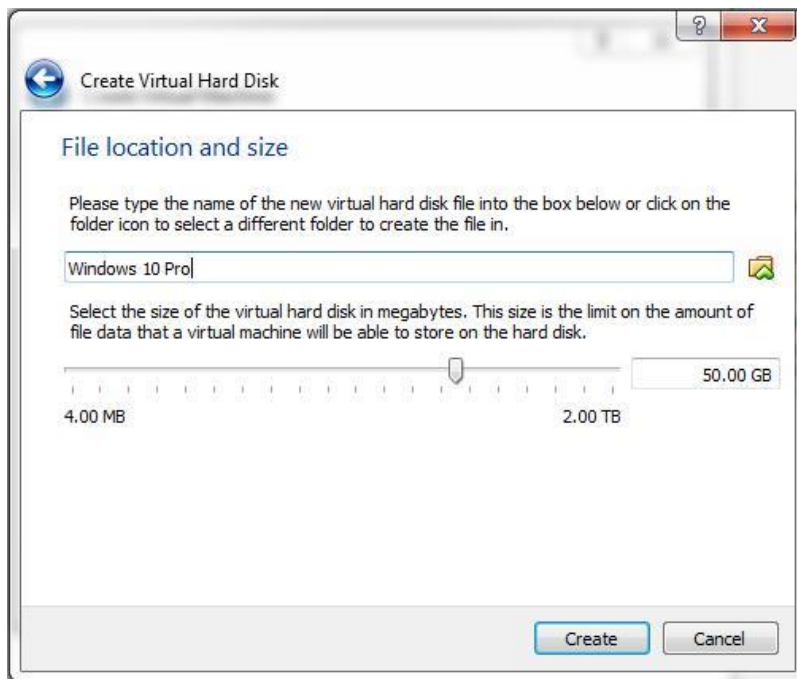 Create Virtual Hard Disk
File location and size
Please type the name of the new virtual hard disk file into the box below or click on the
folder icon to select a different folder to create the file in.
Windows 10 Pro
Select the size of the virtual hard disk in megabytes. This size is the limit on the amount of
file data that a virtual machine will be able to store on the hard disk.
50.00 GB
4.00 MB 2.00 TB
Create Cancel